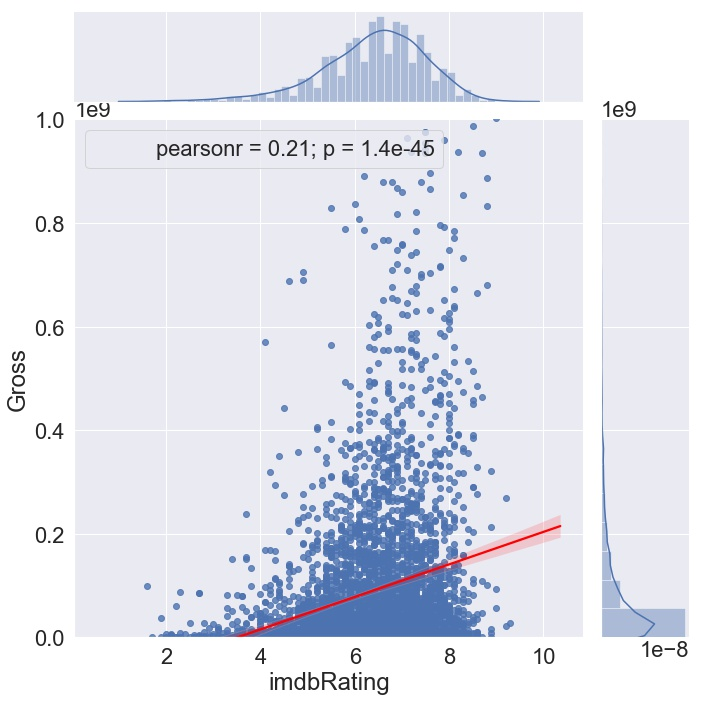 1e9
1e9
1.0
pearsonr = 0.21; p = 1.4e-45
0.8
0.6
Gross
0.4
0.2
0.0
1e−8
2 4 6 8 10
imdbRating